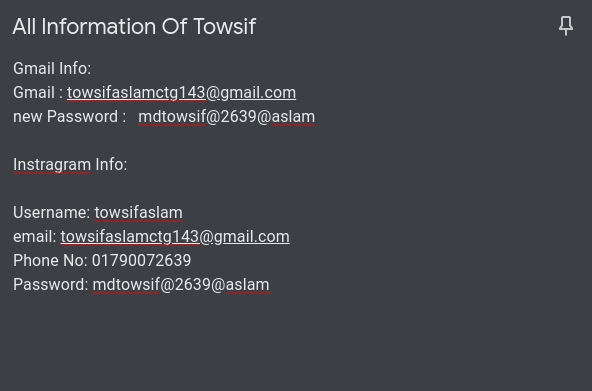 All Information Of Towsif
Gmail Info:
Gmail : towsifaslamctg143@gmail.com
new Password : mdtowsif@2639@aslam
Instragram Info:
Username: towsifaslam
email: towsifaslamctg143@gmail.com
Phone No: 01790072639
Password: mdtowsif@2639@aslam